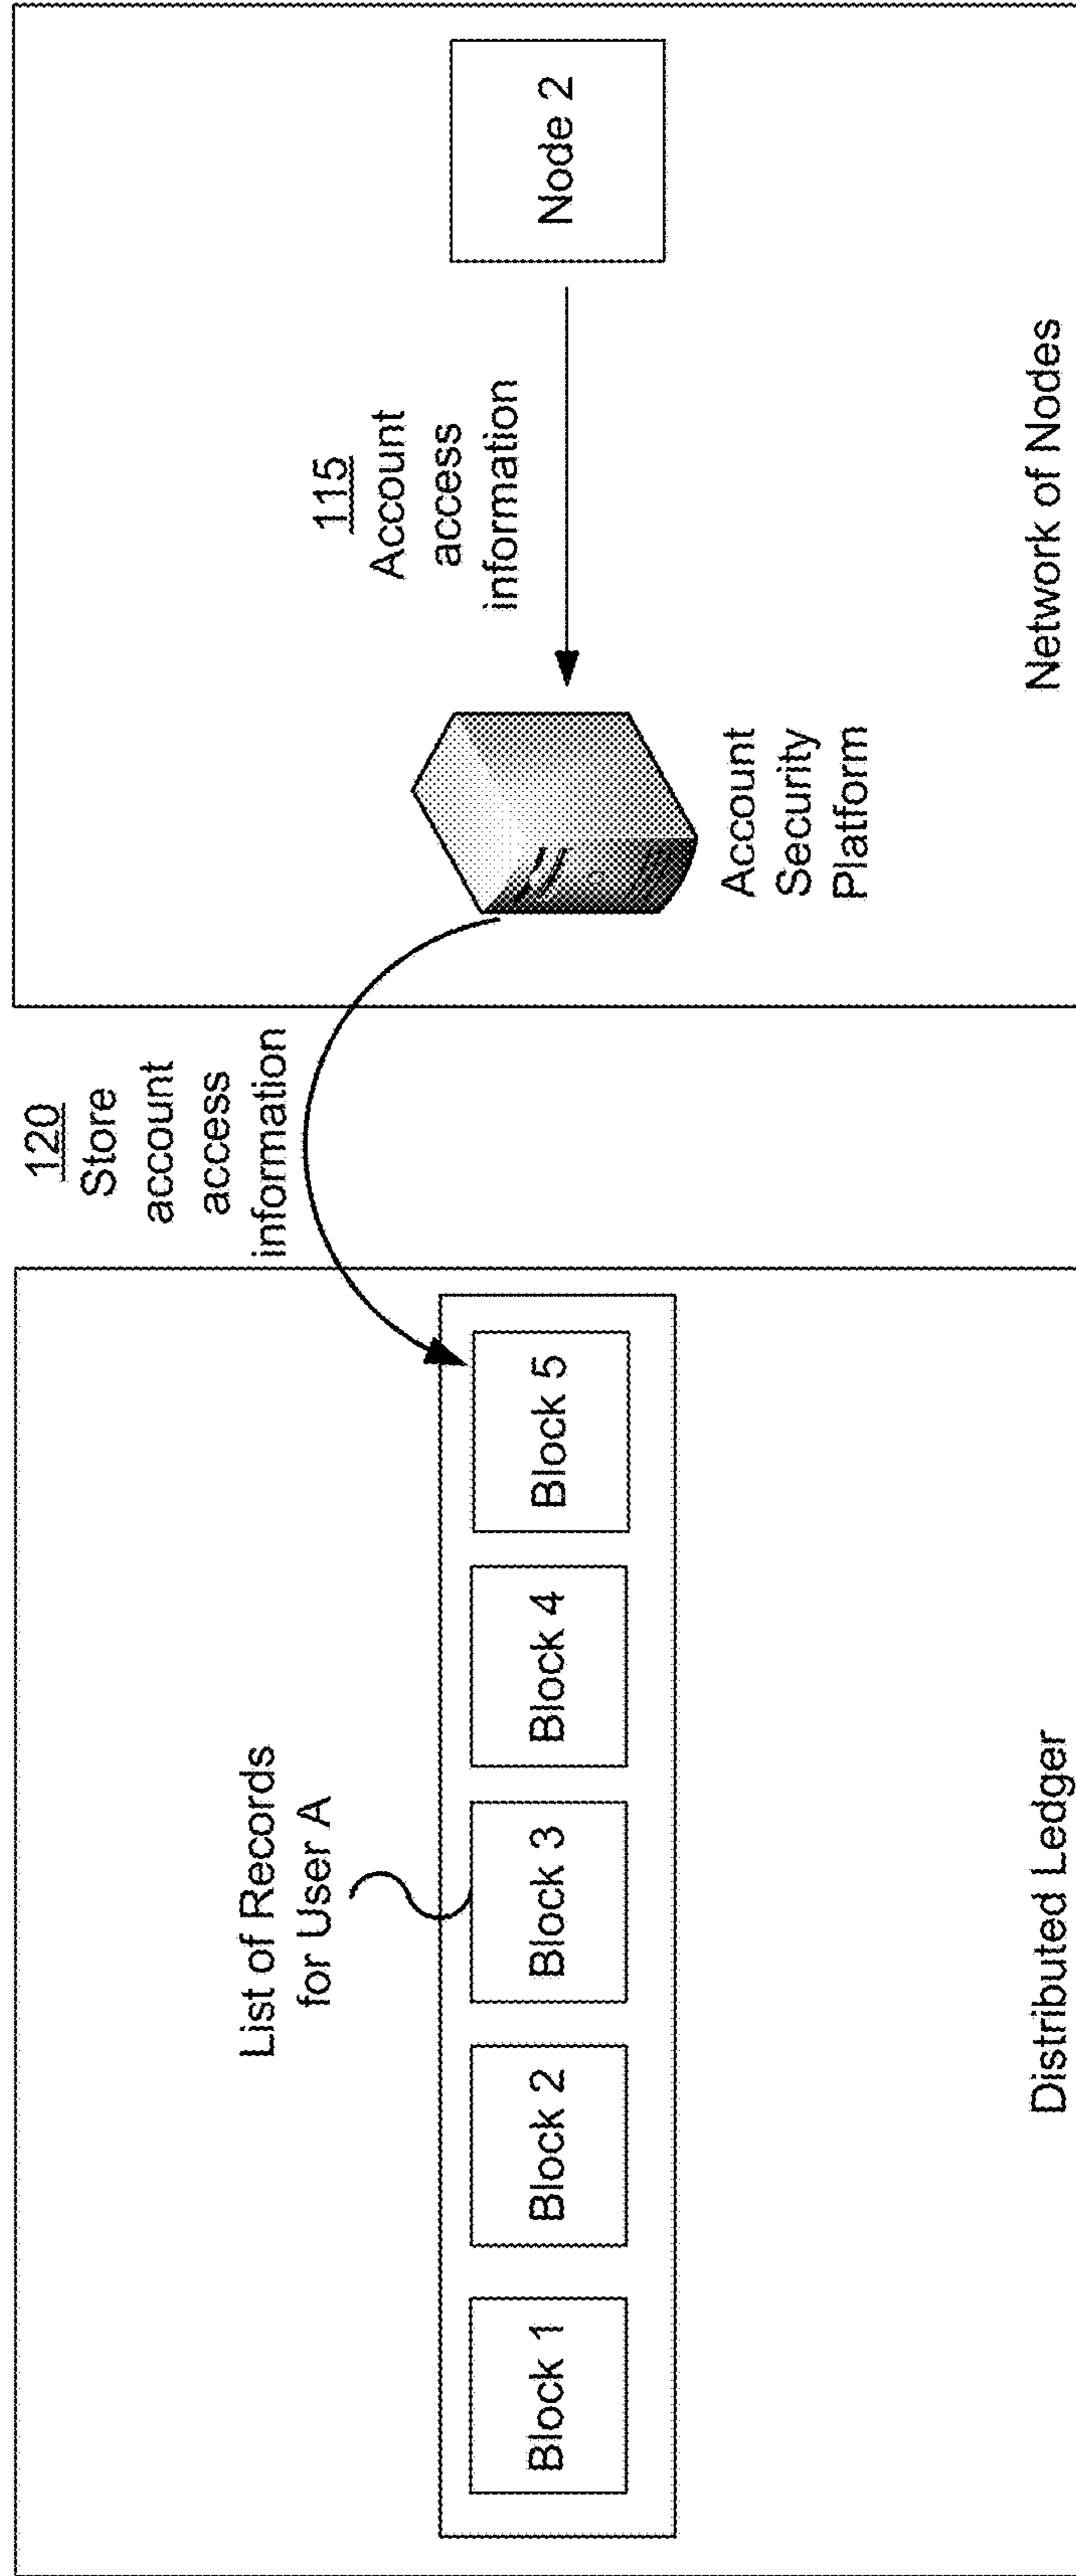 List of Records
for User A
Block 1
Block 2
Block 3
Block 4
Block 5
Distributed Ledger
120
Store
account
access
information
115
Account
access
information
Node 2
Account
Security
Platform
Network of Nodes